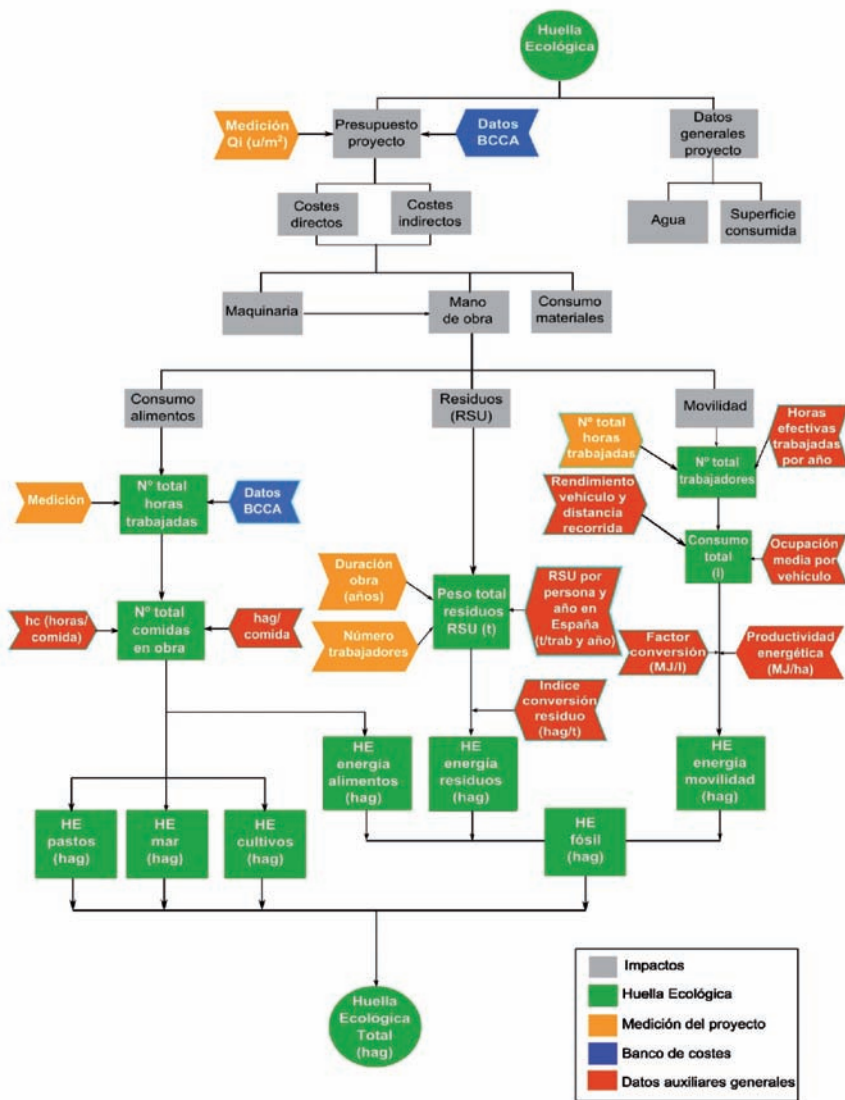 Huella
Ecológica
Medición
Qi (u/m²)
Presupuesto
proyecto
Datos
BCCA
Datos
generales
proyecto
Costes
directos
Costes
indirectos
Agua
Superficie
consumida
Maquinaria
Mano
de obra
Consumo
materiales
Consumo
alimentos
Residuos
(RSU)
Movilidad
Nº total
horas
trabajadas
Horas
efectivas
trabajadas
por año
Nº total
trabajadores
Medición
Nº total
horas
trabajadas
Datos
BCCA
Rendimiento
vehículo y
distancia
recorrida
Consumo
total
(l)
Ocupación
media por
vehículo
hc (horas/
comida)
Nº total
comidas
en obra
hag/
comida
Duración
obra
(años)
Número
trabajadores
Peso total
residuos
RSU (t)
RSU por
persona y
año en
España
(t/trab y año)
Factor
conversión
(MJ/l)
Productividad
energética
(MJ/ha)
Indice
conversión
residuo
(hag/t)
HE
energía
alimentos
(hag)
HE
energía
residuos
(hag)
HE
energía
movilidad
(hag)
HE
pastos
(hag)
HE
mar
(hag)
HE
cultivos
(hag)
HE
fósil
(hag)
Huella
Ecológica
Total
(hag)
Impactos
Huella Ecológica
Medición del proyecto
Banco de costes
Datos auxiliares generales